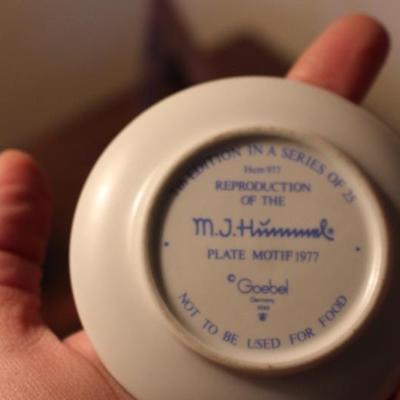 EDITION IN A SERIES OF 25
Hum 977
REPRODUCTION
OF THE
M.J.Hummel®
PLATE MOTIF 1977
© Goebel
Germany
NOT TO BE USED FOR FOOD